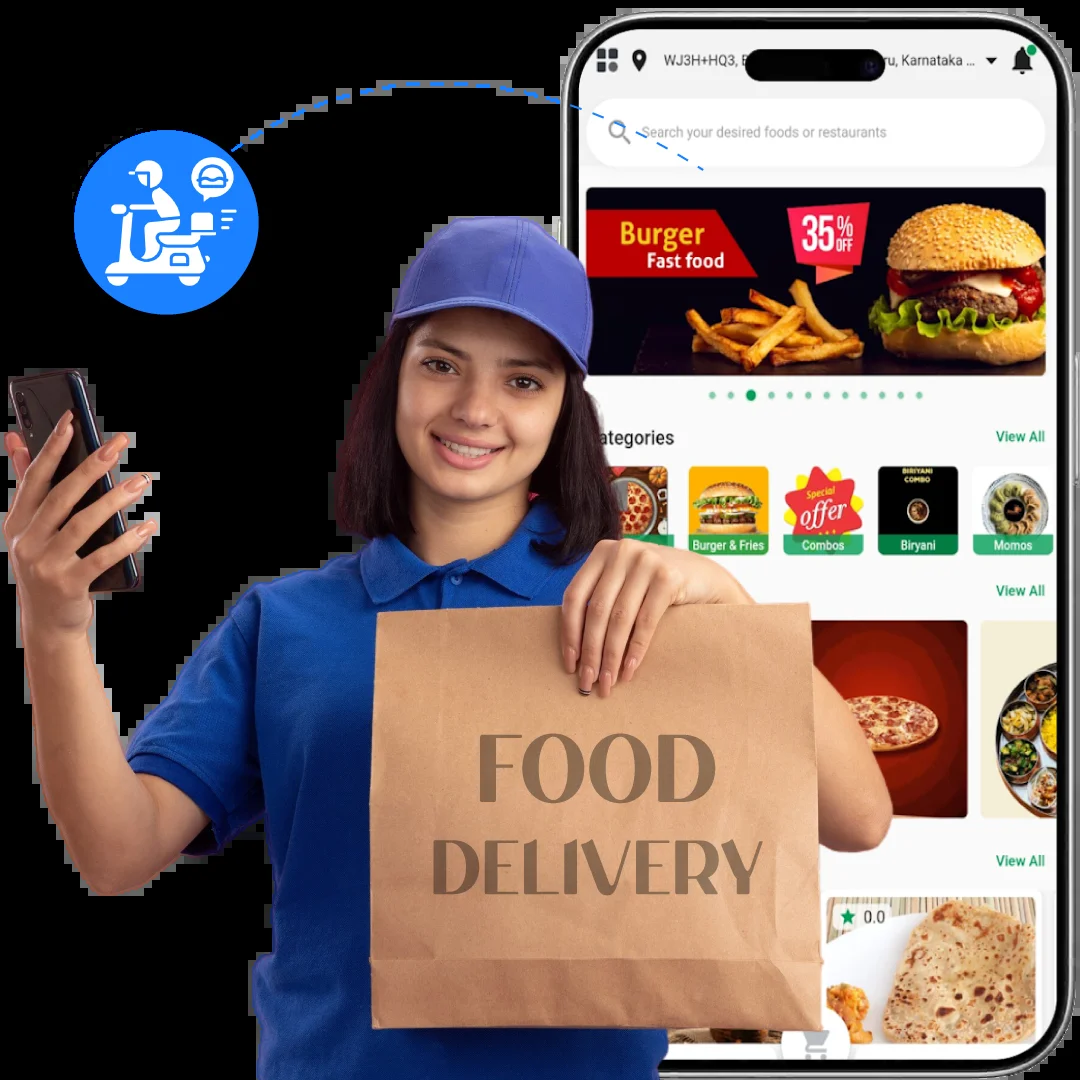 WJ3H+HQ3, 
ru, Karnataka ...
Search your desired foods or restaurants
Burger
Fast food
35%
OFF
ategories
View All
Burger & Fries
Special
offer
Combos
BIRIYANI
COMBO
Biryani
Momos
View All
FOOD
DELIVERY
View All
0.0